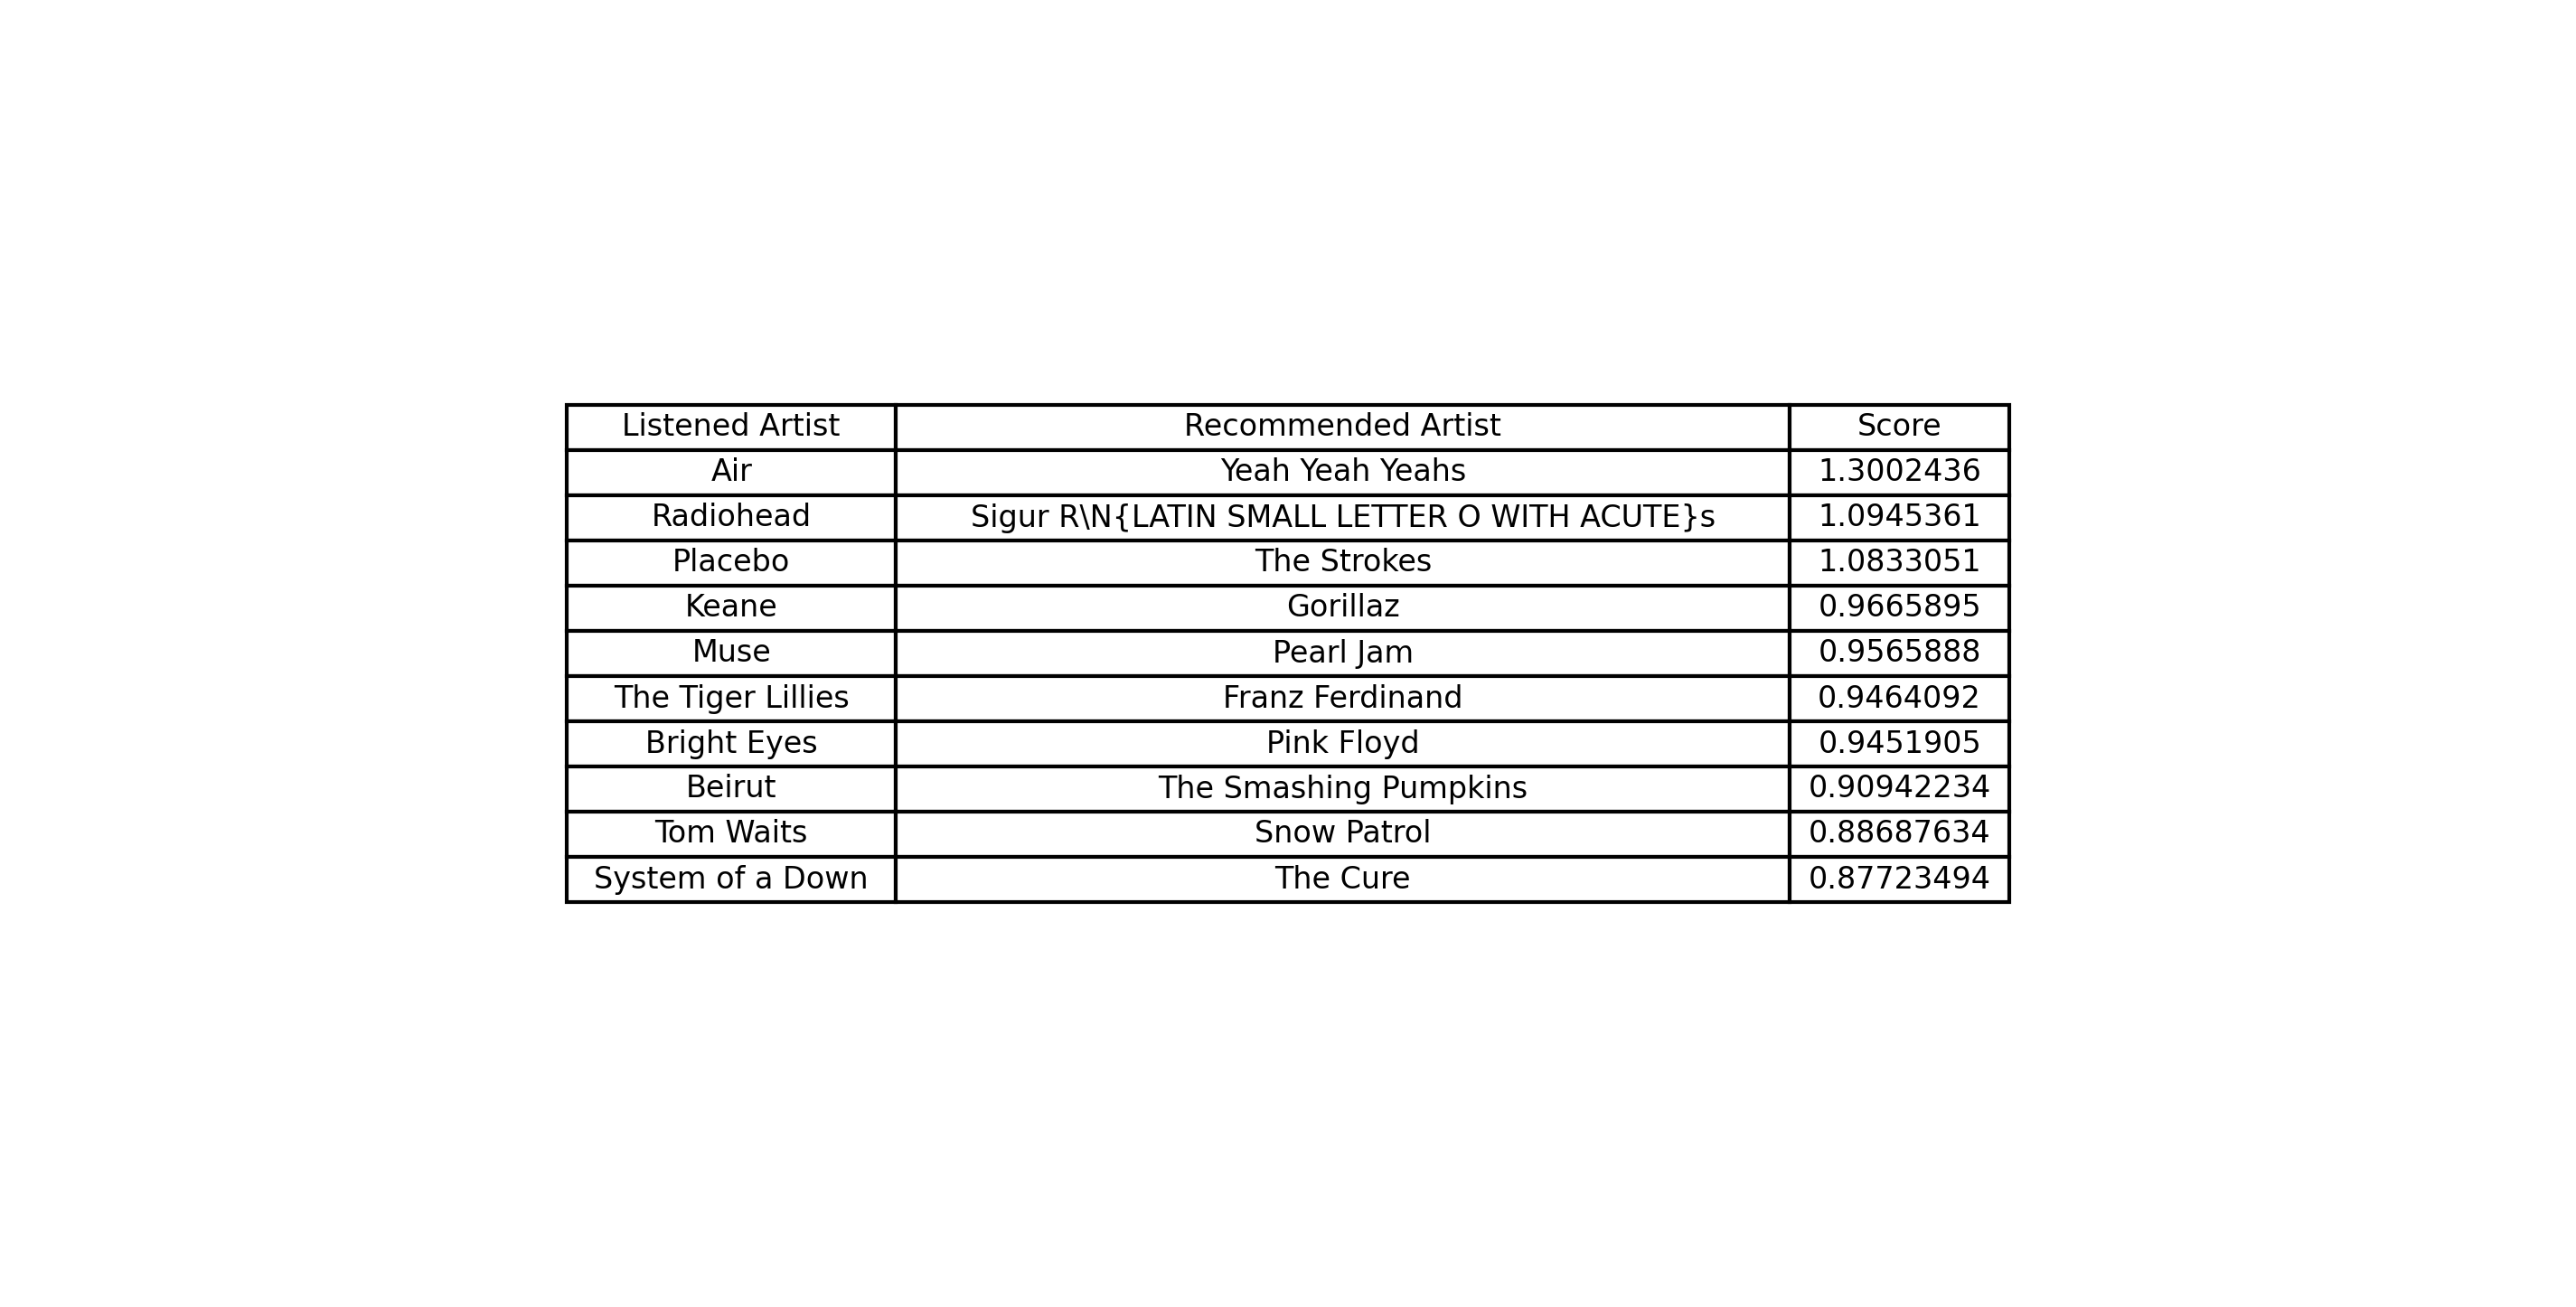 Listened Artist Recommended Artist Score
Air Yeah Yeah Yeahs 1.3002436
Radiohead Sigur R\N{LATIN SMALL LETTER O WITH ACUTE}s 1.0945361
Placebo The Strokes 1.0833051
Keane Gorillaz 0.9665895
Muse Pearl Jam 0.9565888
The Tiger Lillies Franz Ferdinand 0.9464092
Bright Eyes Pink Floyd 0.9451905
Beirut The Smashing Pumpkins 0.90942234
Tom Waits Snow Patrol 0.88687634
System of a Down The Cure 0.87723494